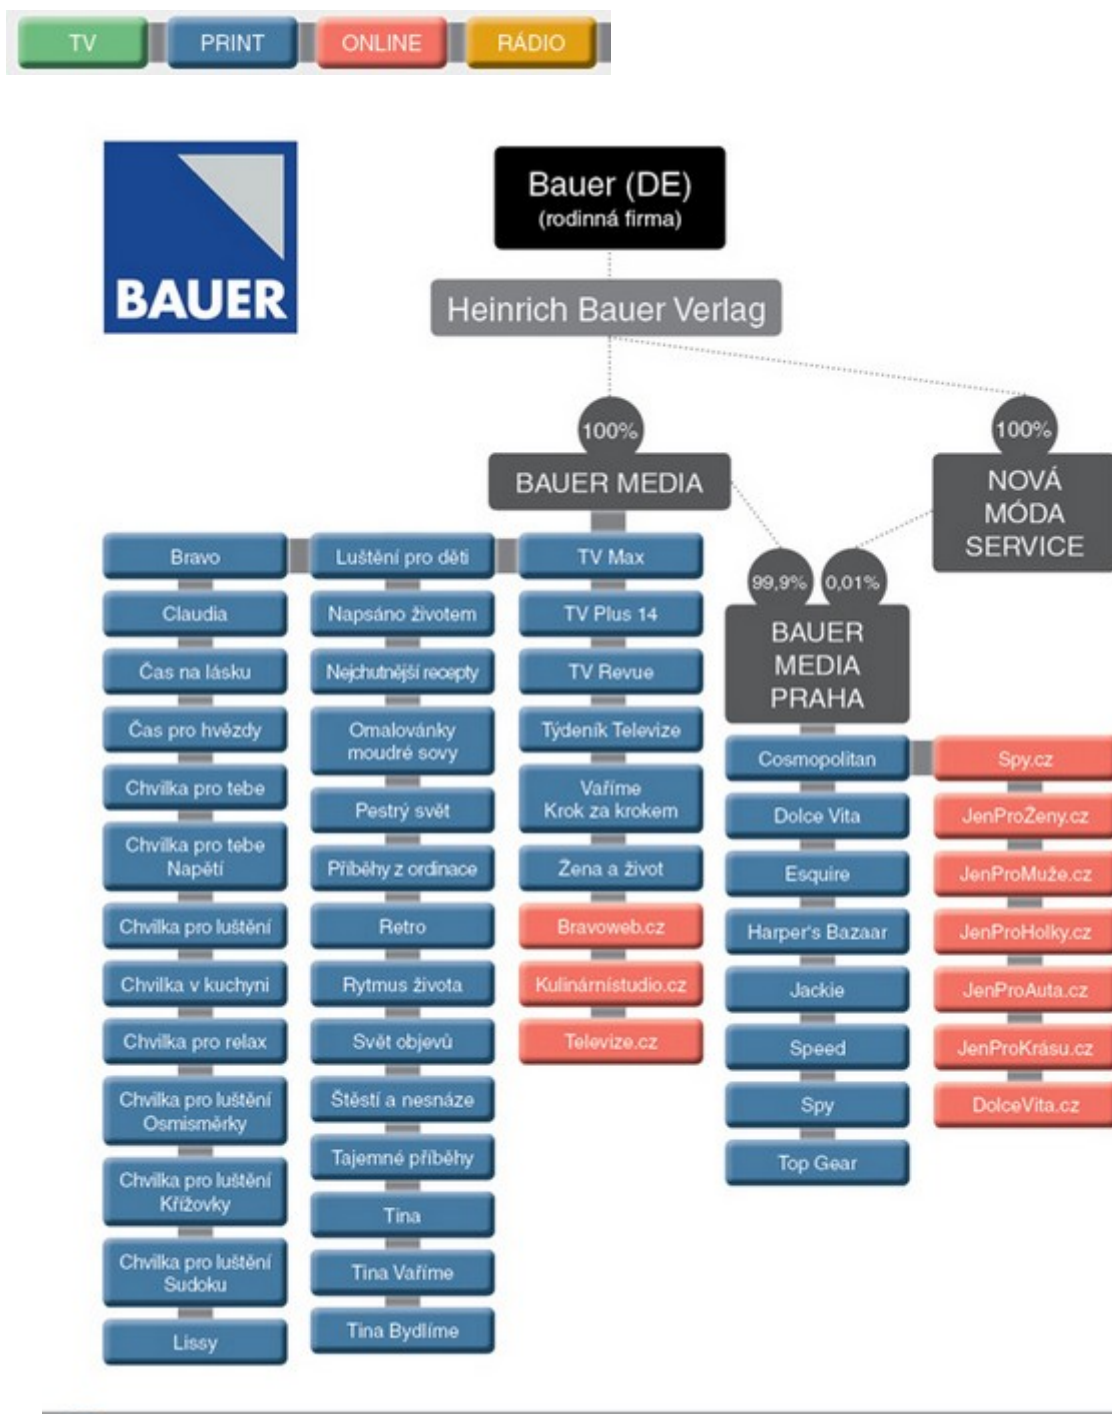 TV
PRINT
ONLINE
RÁDIO
BAUER
Bauer (DE)
(rodinná firma)
Heinrich Bauer Verlag
100%
BAUER MEDIA
100%
NOVÁ
MÓDA
SERVICE
99,9%
0,01%
BAUER
MEDIA
PRAHA
Bravo
Claudia
Čas na lásku
Čas pro hvězdy
Chvilka pro tebe
Chvilka pro tebe
Napětí
Chvilka pro luštění
Chvilka v kuchyni
Chvilka pro relax
Chvilka pro luštění
Osmisměrky
Chvilka pro luštění
Křížovky
Chvilka pro luštění
Sudoku
Lissy
Luštění pro děti
Napsáno životem
Nejchutnější recepty
Omalovánky
moudré sovy
Pestrý svět
Příběhy z ordinace
Retro
Rytmus života
Svět objevů
Štěstí a nesnáze
Tajemné příběhy
Tina
Tina Vaříme
Tina Bydlíme
TV Max
TV Plus 14
TV Revue
Týdeník Televize
Vaříme
Krok za krokem
Žena a život
Bravoweb.cz
Kulinárnístudio.cz
Televize.cz
Cosmopolitan
Dolce Vita
Esquire
Harper's Bazaar
Jackie
Speed
Spy
Top Gear
Spy.cz
JenProŽeny.cz
JenProMuže.cz
JenProHolky.cz
JenProAuta.cz
JenProKrásu.cz
DolceVita.cz